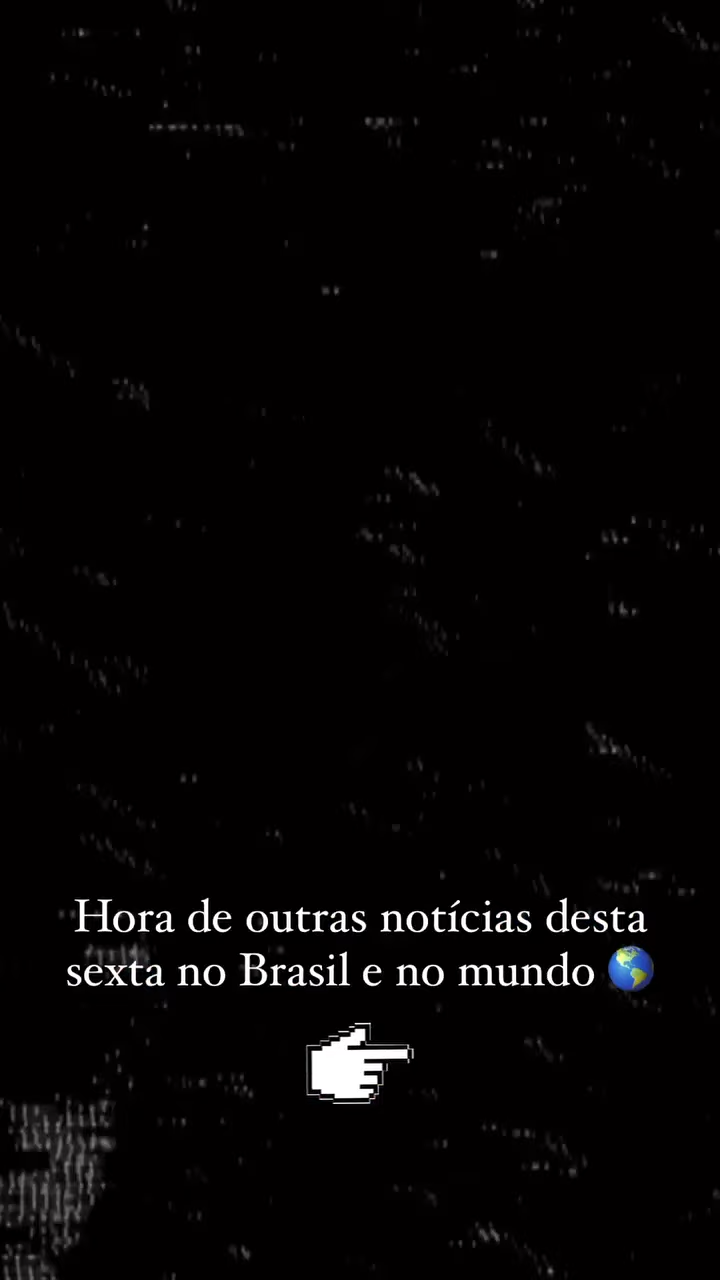 Hora de outras notícias desta
sexta no Brasil e no mundo 🌎